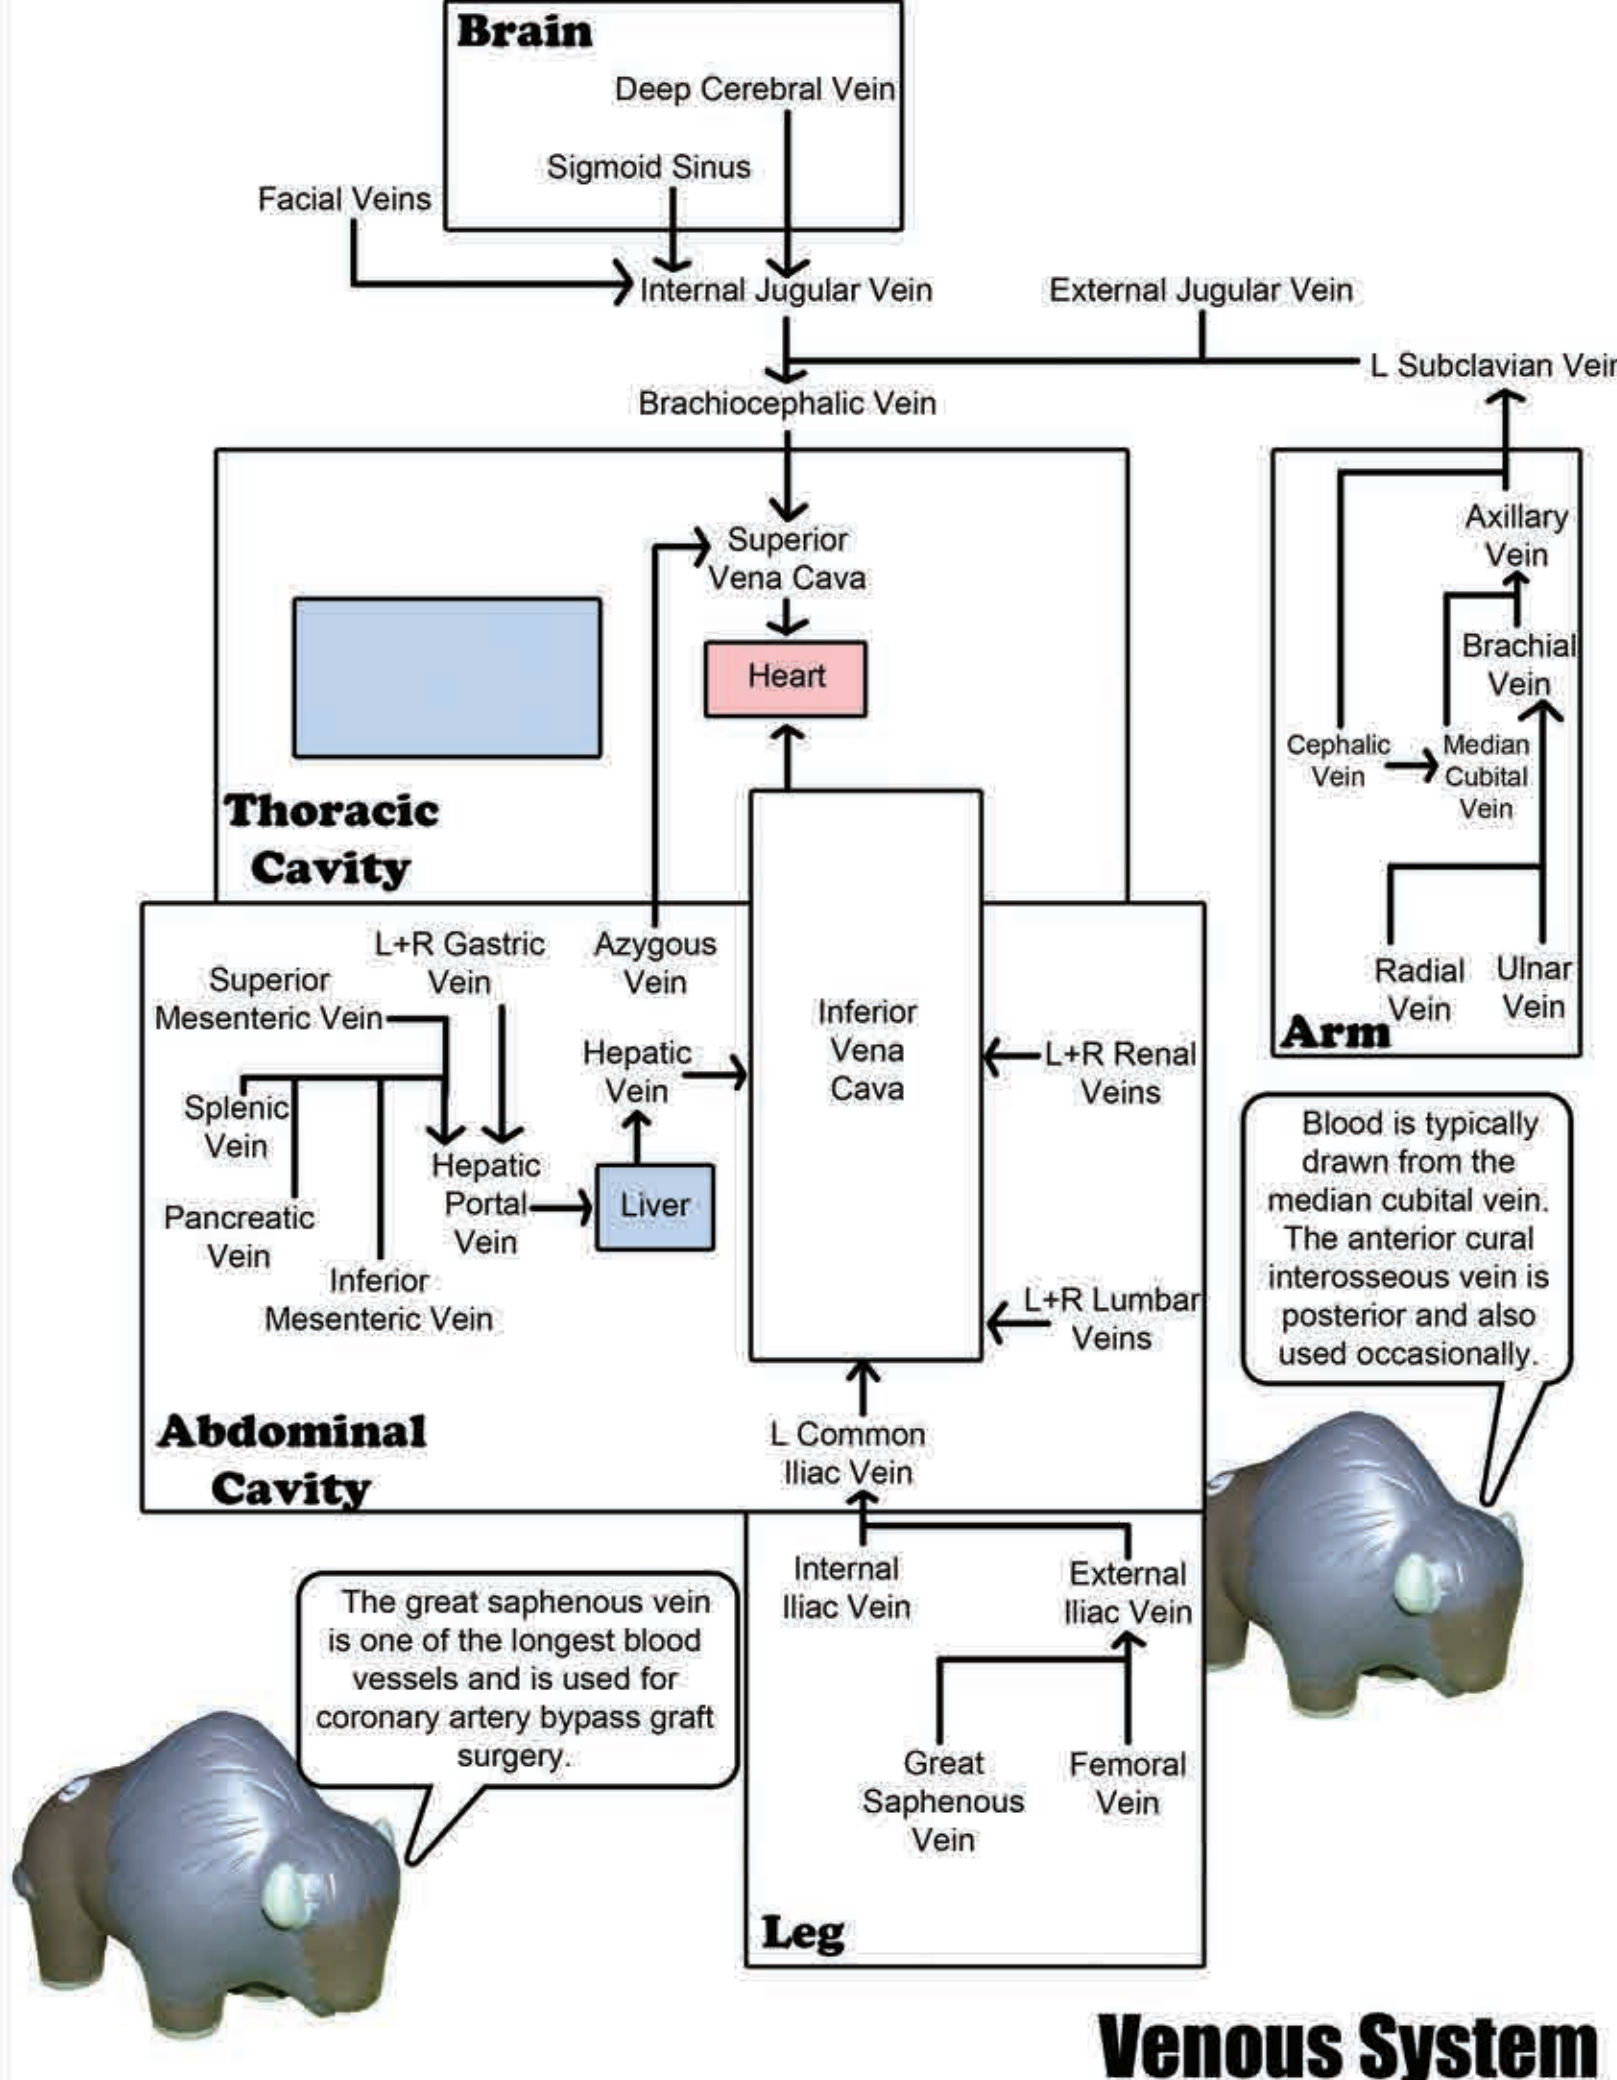 Brain
Deep Cerebral Vein
Sigmoid Sinus
Facial Veins
Internal Jugular Vein
External Jugular Vein
L Subclavian Vein
Brachiocephalic Vein
Superior
Vena Cava
Heart
Thoracic
Cavity
Axillary
Vein
Brachial
Vein
Cephalic
Vein
Median
Cubital
Vein
Radial
Vein
Ulnar
Vein
Arm
L+R Gastric
Vein
Azygous
Vein
Superior
Mesenteric Vein
Hepatic
Vein
Inferior
Vena
Cava
L+R Renal
Veins
Splenic
Vein
Hepatic
Portal
Vein
Liver
Pancreatic
Vein
Inferior
Mesenteric Vein
L+R Lumbar
Veins
Abdominal
Cavity
L Common
Iliac Vein
Blood is typically
drawn from the
median cubital vein.
The anterior cural
interosseous vein is
posterior and also
used occasionally.
Internal
Iliac Vein
External
Iliac Vein
The great saphenous vein
is one of the longest blood
vessels and is used for
coronary artery bypass graft
surgery.
Great
Saphenous
Vein
Femoral
Vein
Leg
Venous System